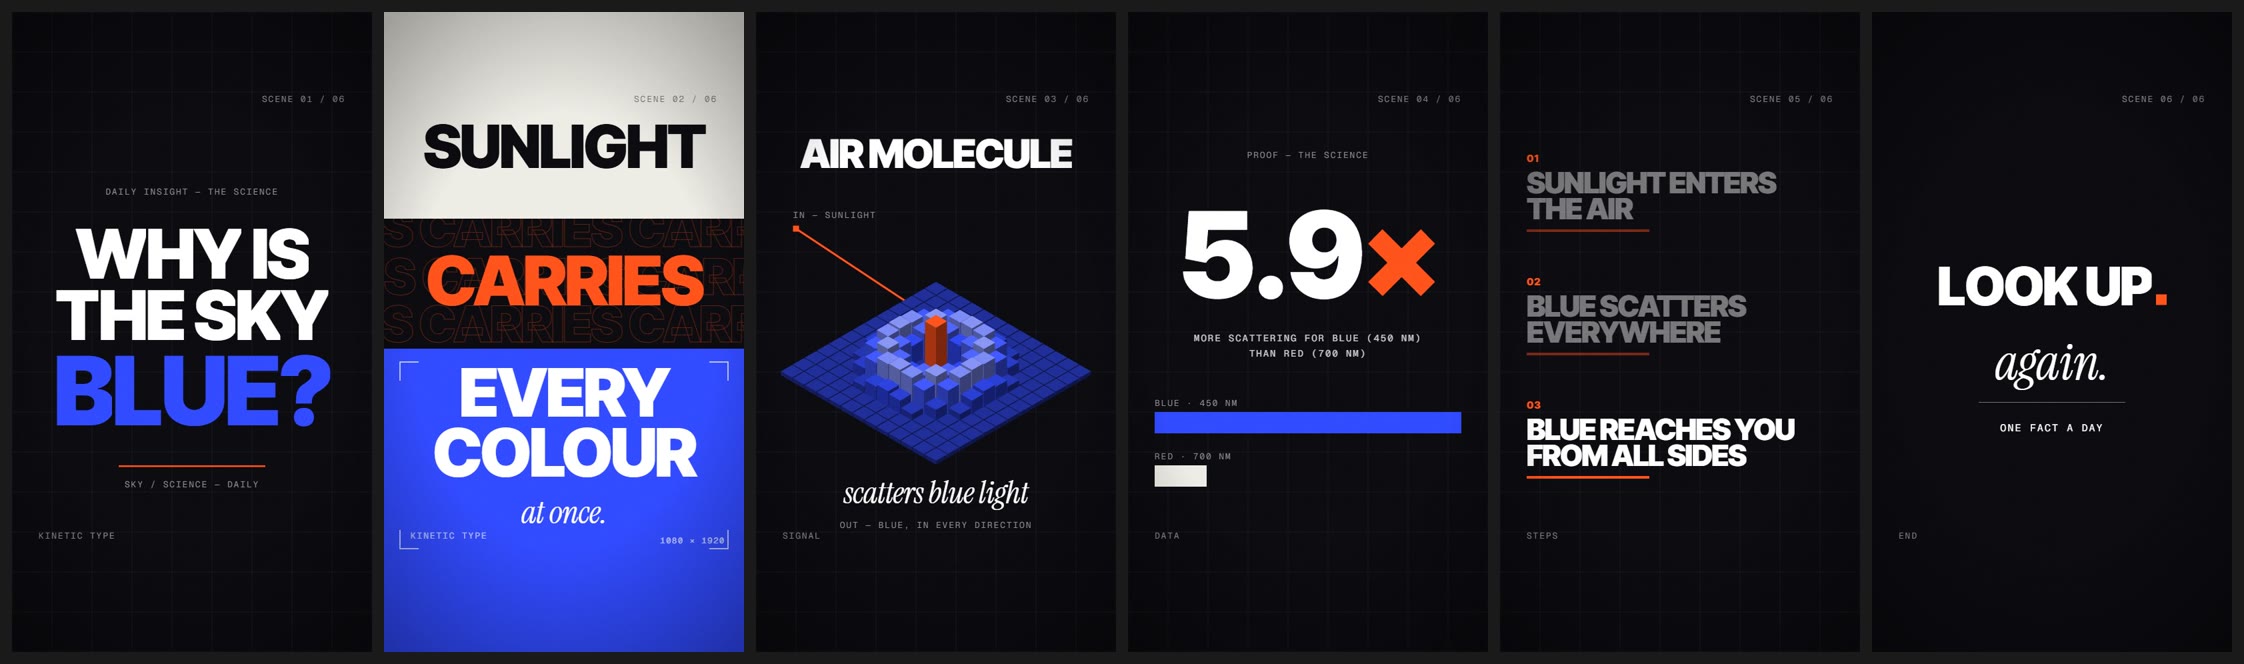 SCENE 01 / 06
DAILY INSIGHT — THE SCIENCE
WHY IS
THE SKY
BLUE?
SKY / SCIENCE — DAILY
KINETIC TYPE
SCENE 02 / 06
SUNLIGHT
S CARRIES CARR
CARRIES
S CARRIES CARR
EVERY
COLOUR
at once.
KINETIC TYPE
1080 × 1920
SCENE 03 / 06
AIR MOLECULE
IN — SUNLIGHT
scatters blue light
OUT — BLUE, IN EVERY DIRECTION
SIGNAL
SCENE 04 / 06
PROOF — THE SCIENCE
5.9×
MORE SCATTERING FOR BLUE (450 NM)
THAN RED (700 NM)
BLUE · 450 NM
RED · 700 NM
DATA
SCENE 05 / 06
01
SUNLIGHT ENTERS
THE AIR
02
BLUE SCATTERS
EVERYWHERE
03
BLUE REACHES YOU
FROM ALL SIDES
STEPS
SCENE 06 / 06
LOOK UP.
again.
ONE FACT A DAY
END